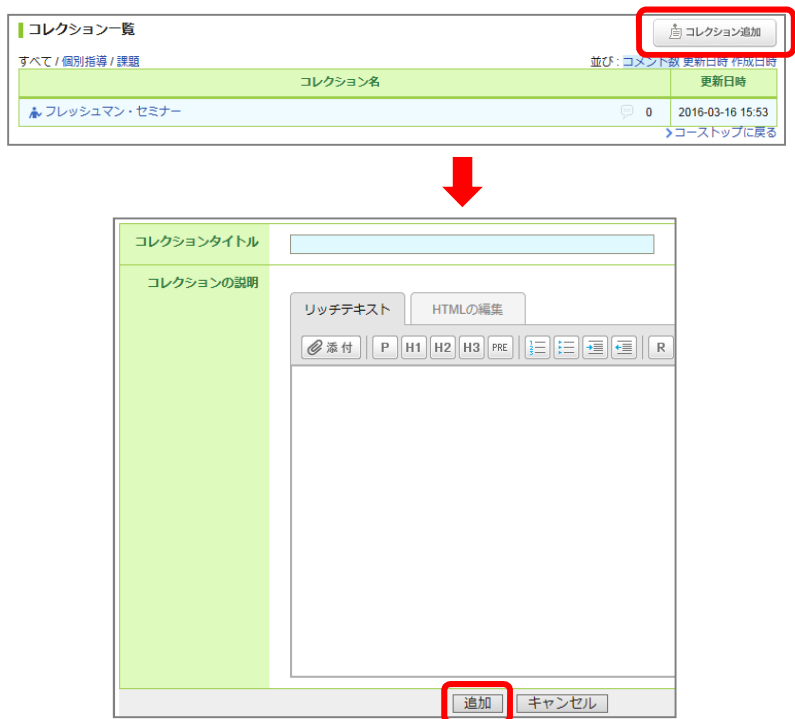 コレクション一覧
コレクション追加
すべて / 個別指導 / 課題
並び : コメント数 更新日時 作成日時
コレクション名
更新日時
フレッシュマン・セミナー
0
2016-03-16 15:53
コーストップに戻る
コレクションタイトル
コレクションの説明
リッチテキスト
HTMLの編集
添付 P H1 H2 H3 PRE R
追加
キャンセル